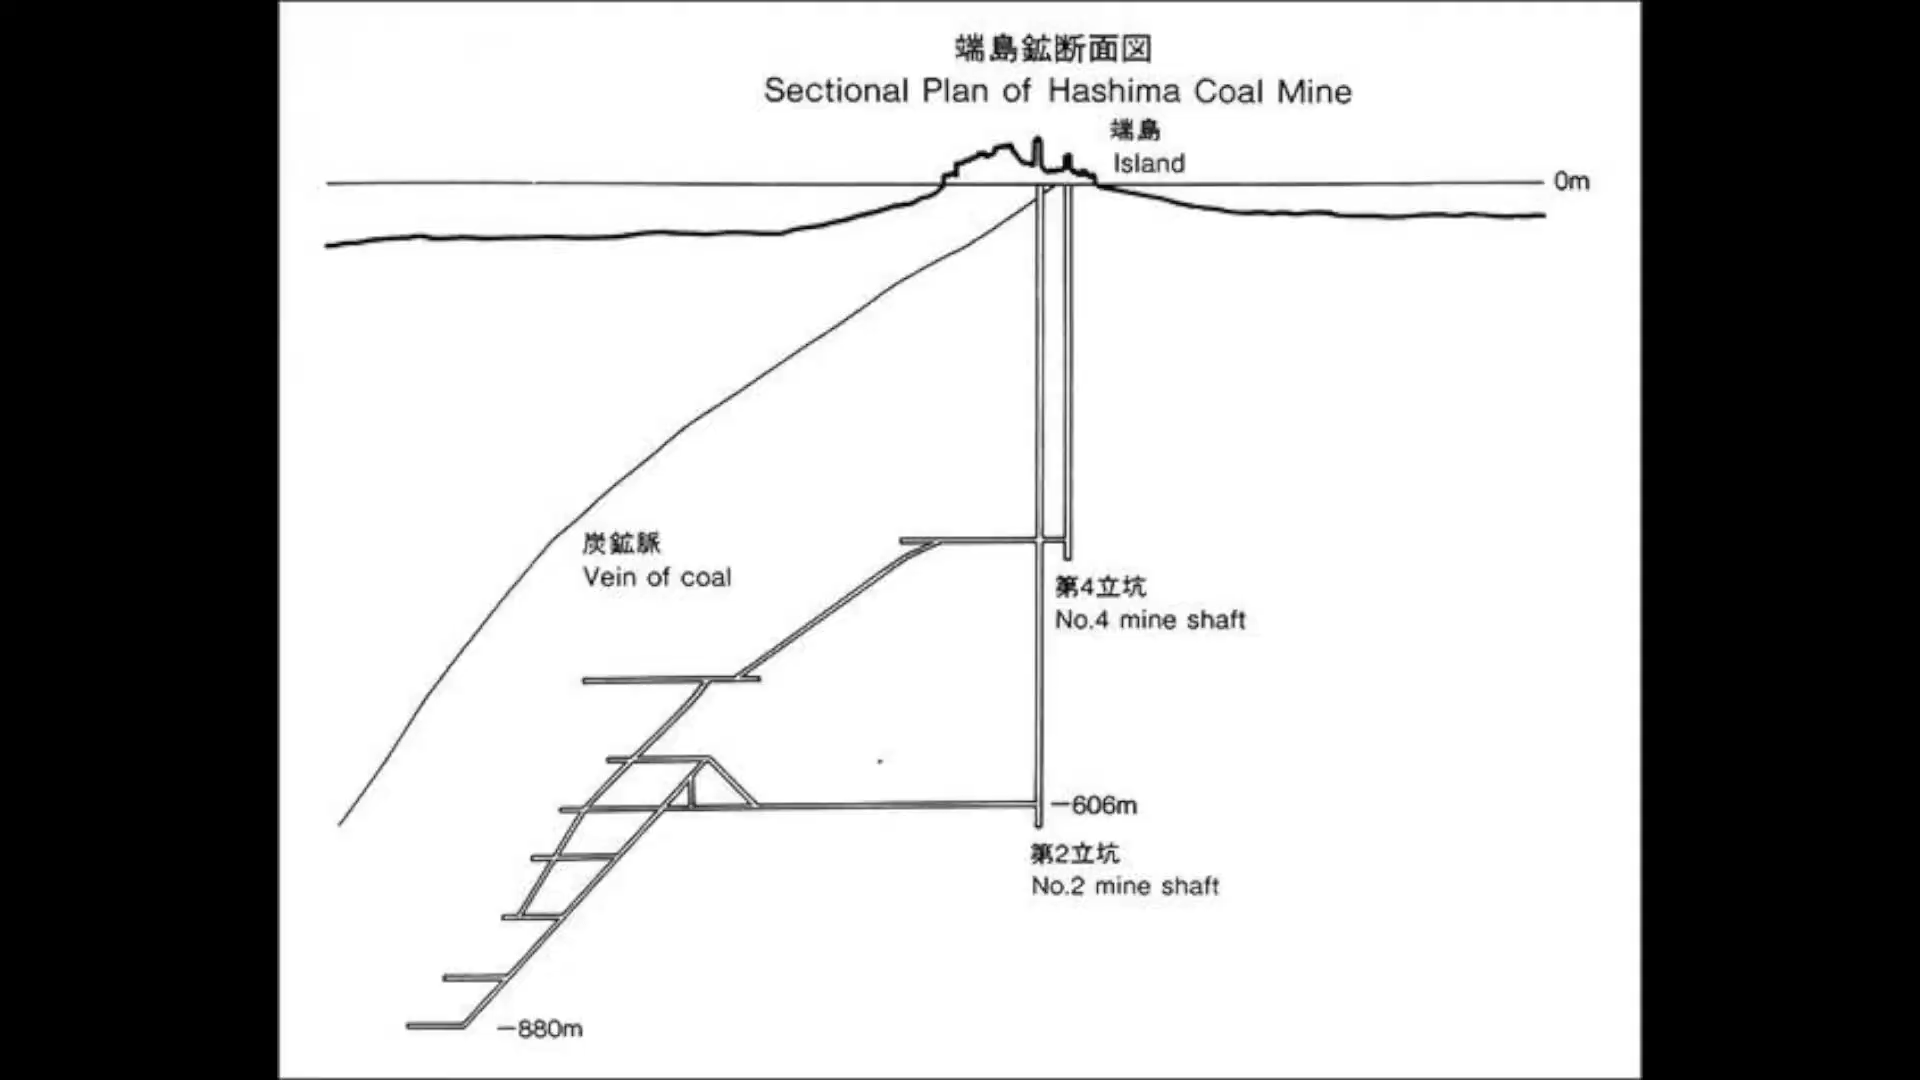 端島鉱断面図
Sectional Plan of Hashima Coal Mine
端島
Island
0m
炭鉱脈
Vein of coal
第4立坑
No.4 mine shaft
−606m
第2立坑
No.2 mine shaft
−880m